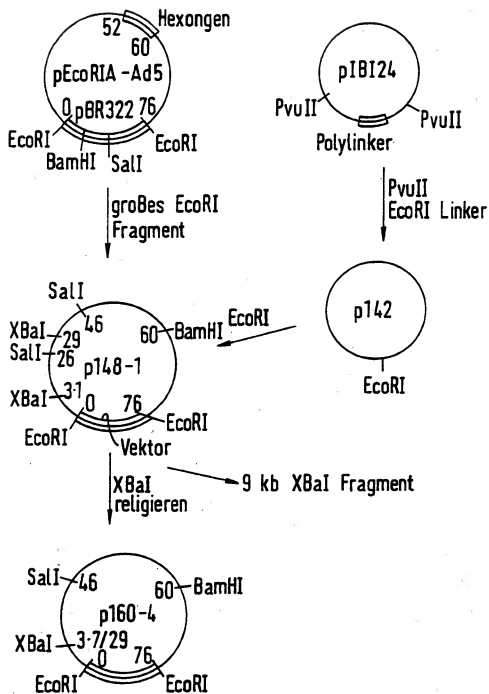 Hexongen
52
60
pEcoRIA-Ad5
0 pBR322 76
EcoRI
BamHI
SalI
EcoRI
pIBI24
PvuII
PvuII
Polylinker
großes EcoRI
Fragment
PvuII
EcoRI Linker
p142
EcoRI
EcoRI
SalI
46
XBaI
29
SalI
26
60 BamHI
p148-1
XBaI 3·1
0
76
EcoRI
EcoRI
Vektor
XBaI
religieren
9 kb XBaI Fragment
SalI 46
60 BamHI
p160-4
XBaI 3·7/29
0
76
EcoRI
EcoRI